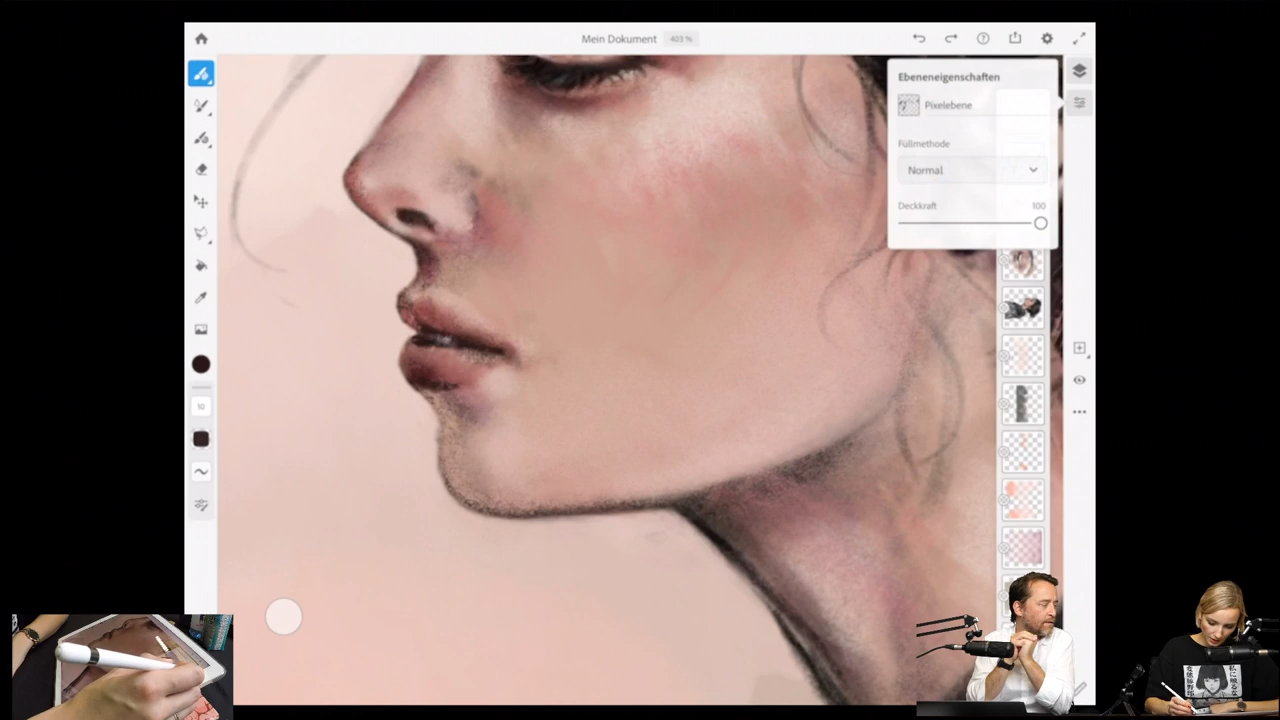 Mein Dokument 403 %
Ebeneneigenschaften
Pixelebene
Füllmethode
Normal
Deckkraft 100
10